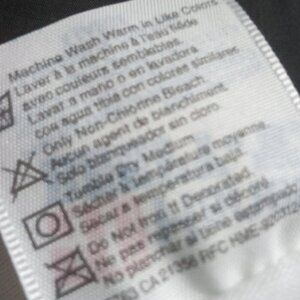 Machine Wash Warm in Like Colors
Laver à la machine à l'eau tiède
avec couleurs semblables.
Lavar a mano o en lavadora
con agua tibia con colores similares.
Only Non-Chlorine Bleach
Aucun agent de blanchiment.
Solo blanqueador sin cloro.
Tumble Dry Medium
Sécher à température moyenne
Secar a temperatura baja
Do Not Iron If Decorated.
Ne pas repasser si décoré.
No planchar si tiene estampado
CA 21356 RFC HME